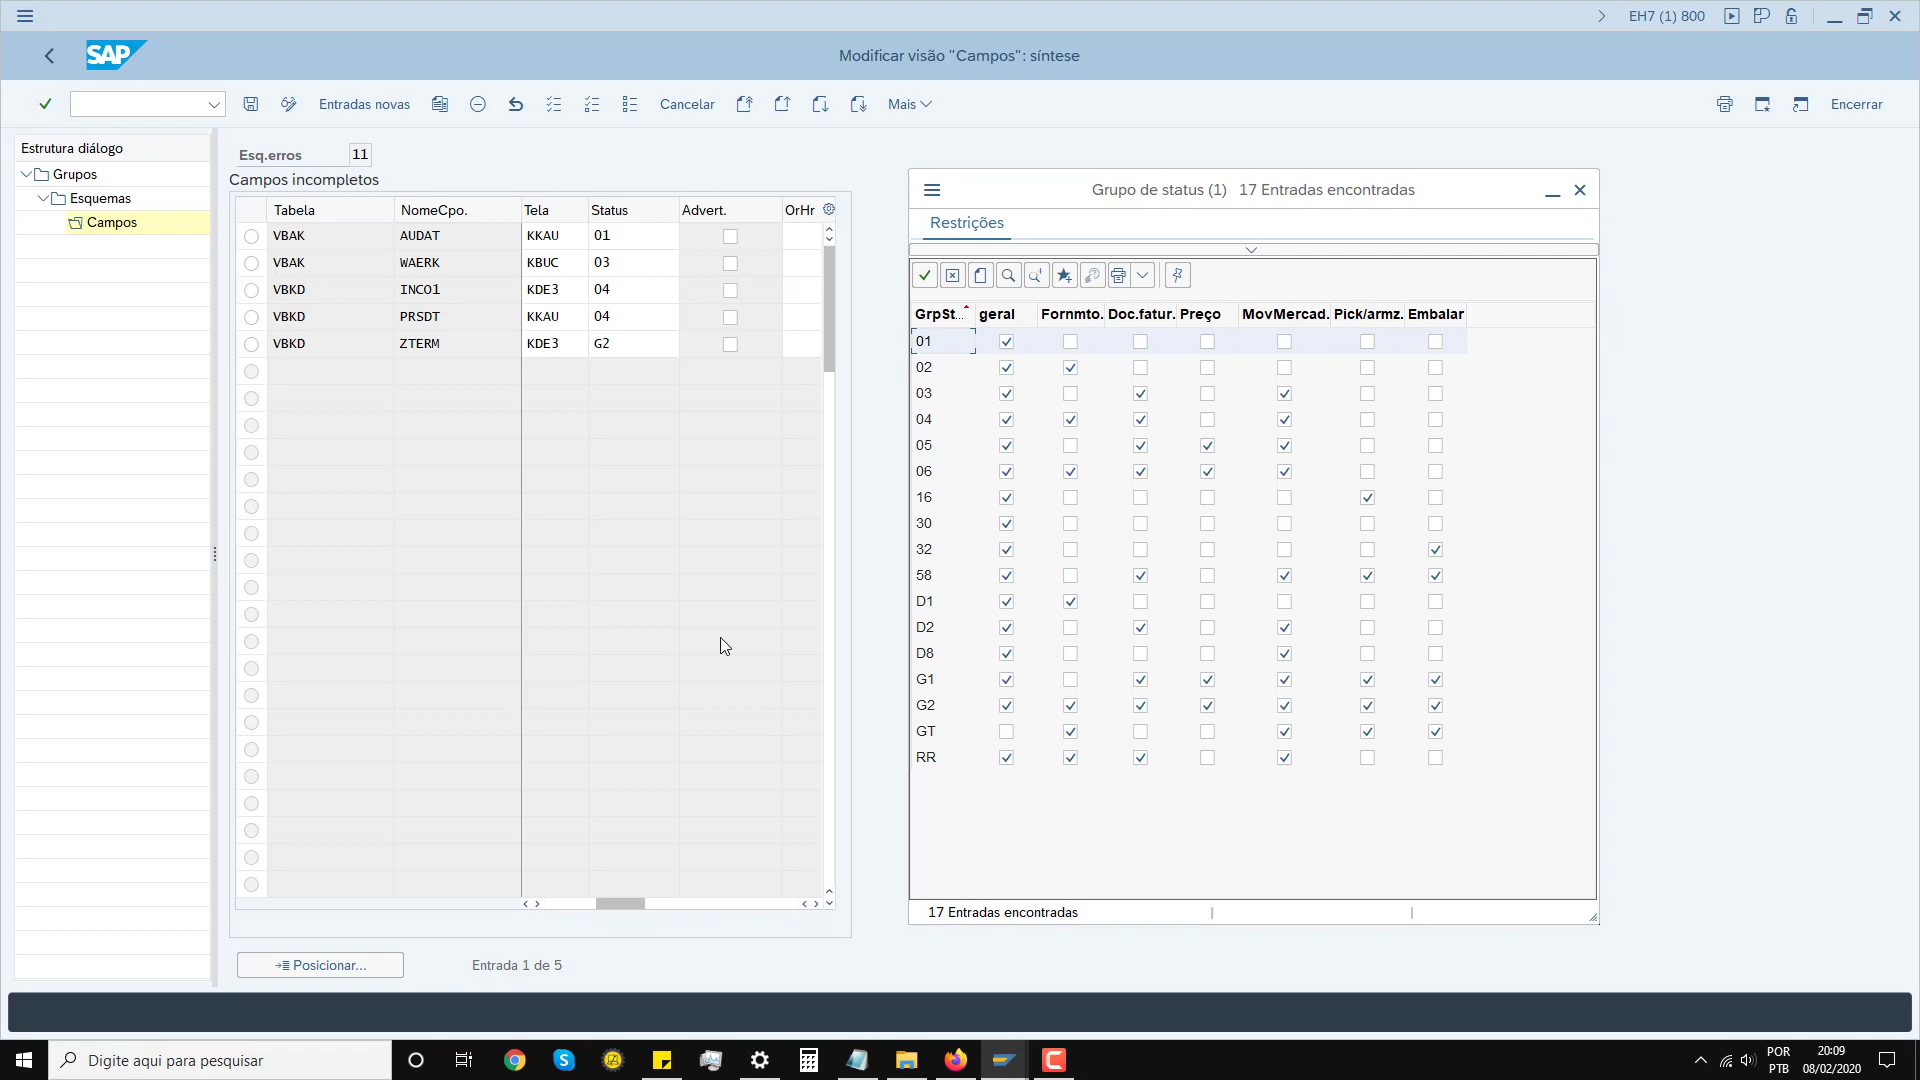 EH7 (1) 800
SAP
Modificar visão "Campos": síntese
Entradas novas
Cancelar
Mais
Encerrar
Estrutura diálogo
Grupos
Esquemas
Campos
Esq.erros 11
Campos incompletos
Tabela NomeCpo. Tela Status Advert. OrHr
VBAK AUDAT KKAU 01
VBAK WAERK KBUC 03
VBKD INCO1 KDE3 04
VBKD PRSDT KKAU 04
VBKD ZTERM KDE3 G2
Posicionar...
Entrada 1 de 5
Grupo de status (1) 17 Entradas encontradas
Restrições
GrpSt... geral Fornmto. Doc.fatur. Preço MovMercad. Pick/armz. Embalar
01
02
03
04
05
06
16
30
32
58
D1
D2
D8
G1
G2
GT
RR
17 Entradas encontradas
Digite aqui para pesquisar
POR
PTB
20:09
08/02/2020